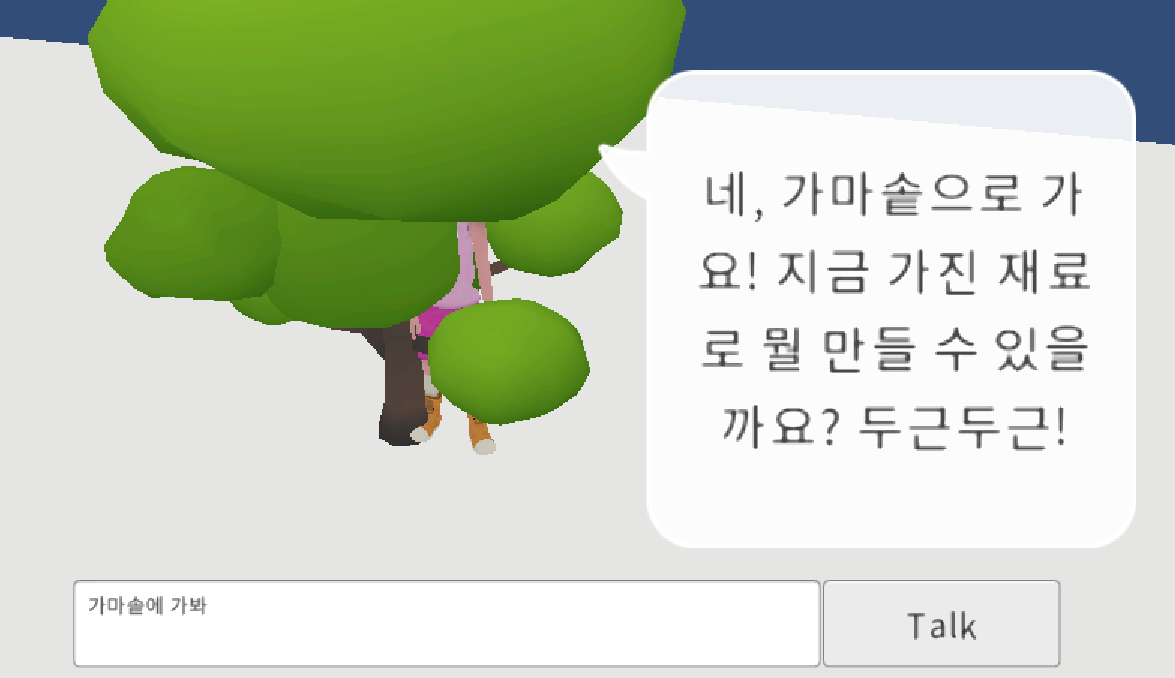 네, 가마솥으로 가
요! 지금 가진 재료
로 뭘 만들 수 있을
까요? 두근두근!
가마솥에 가봐
Talk